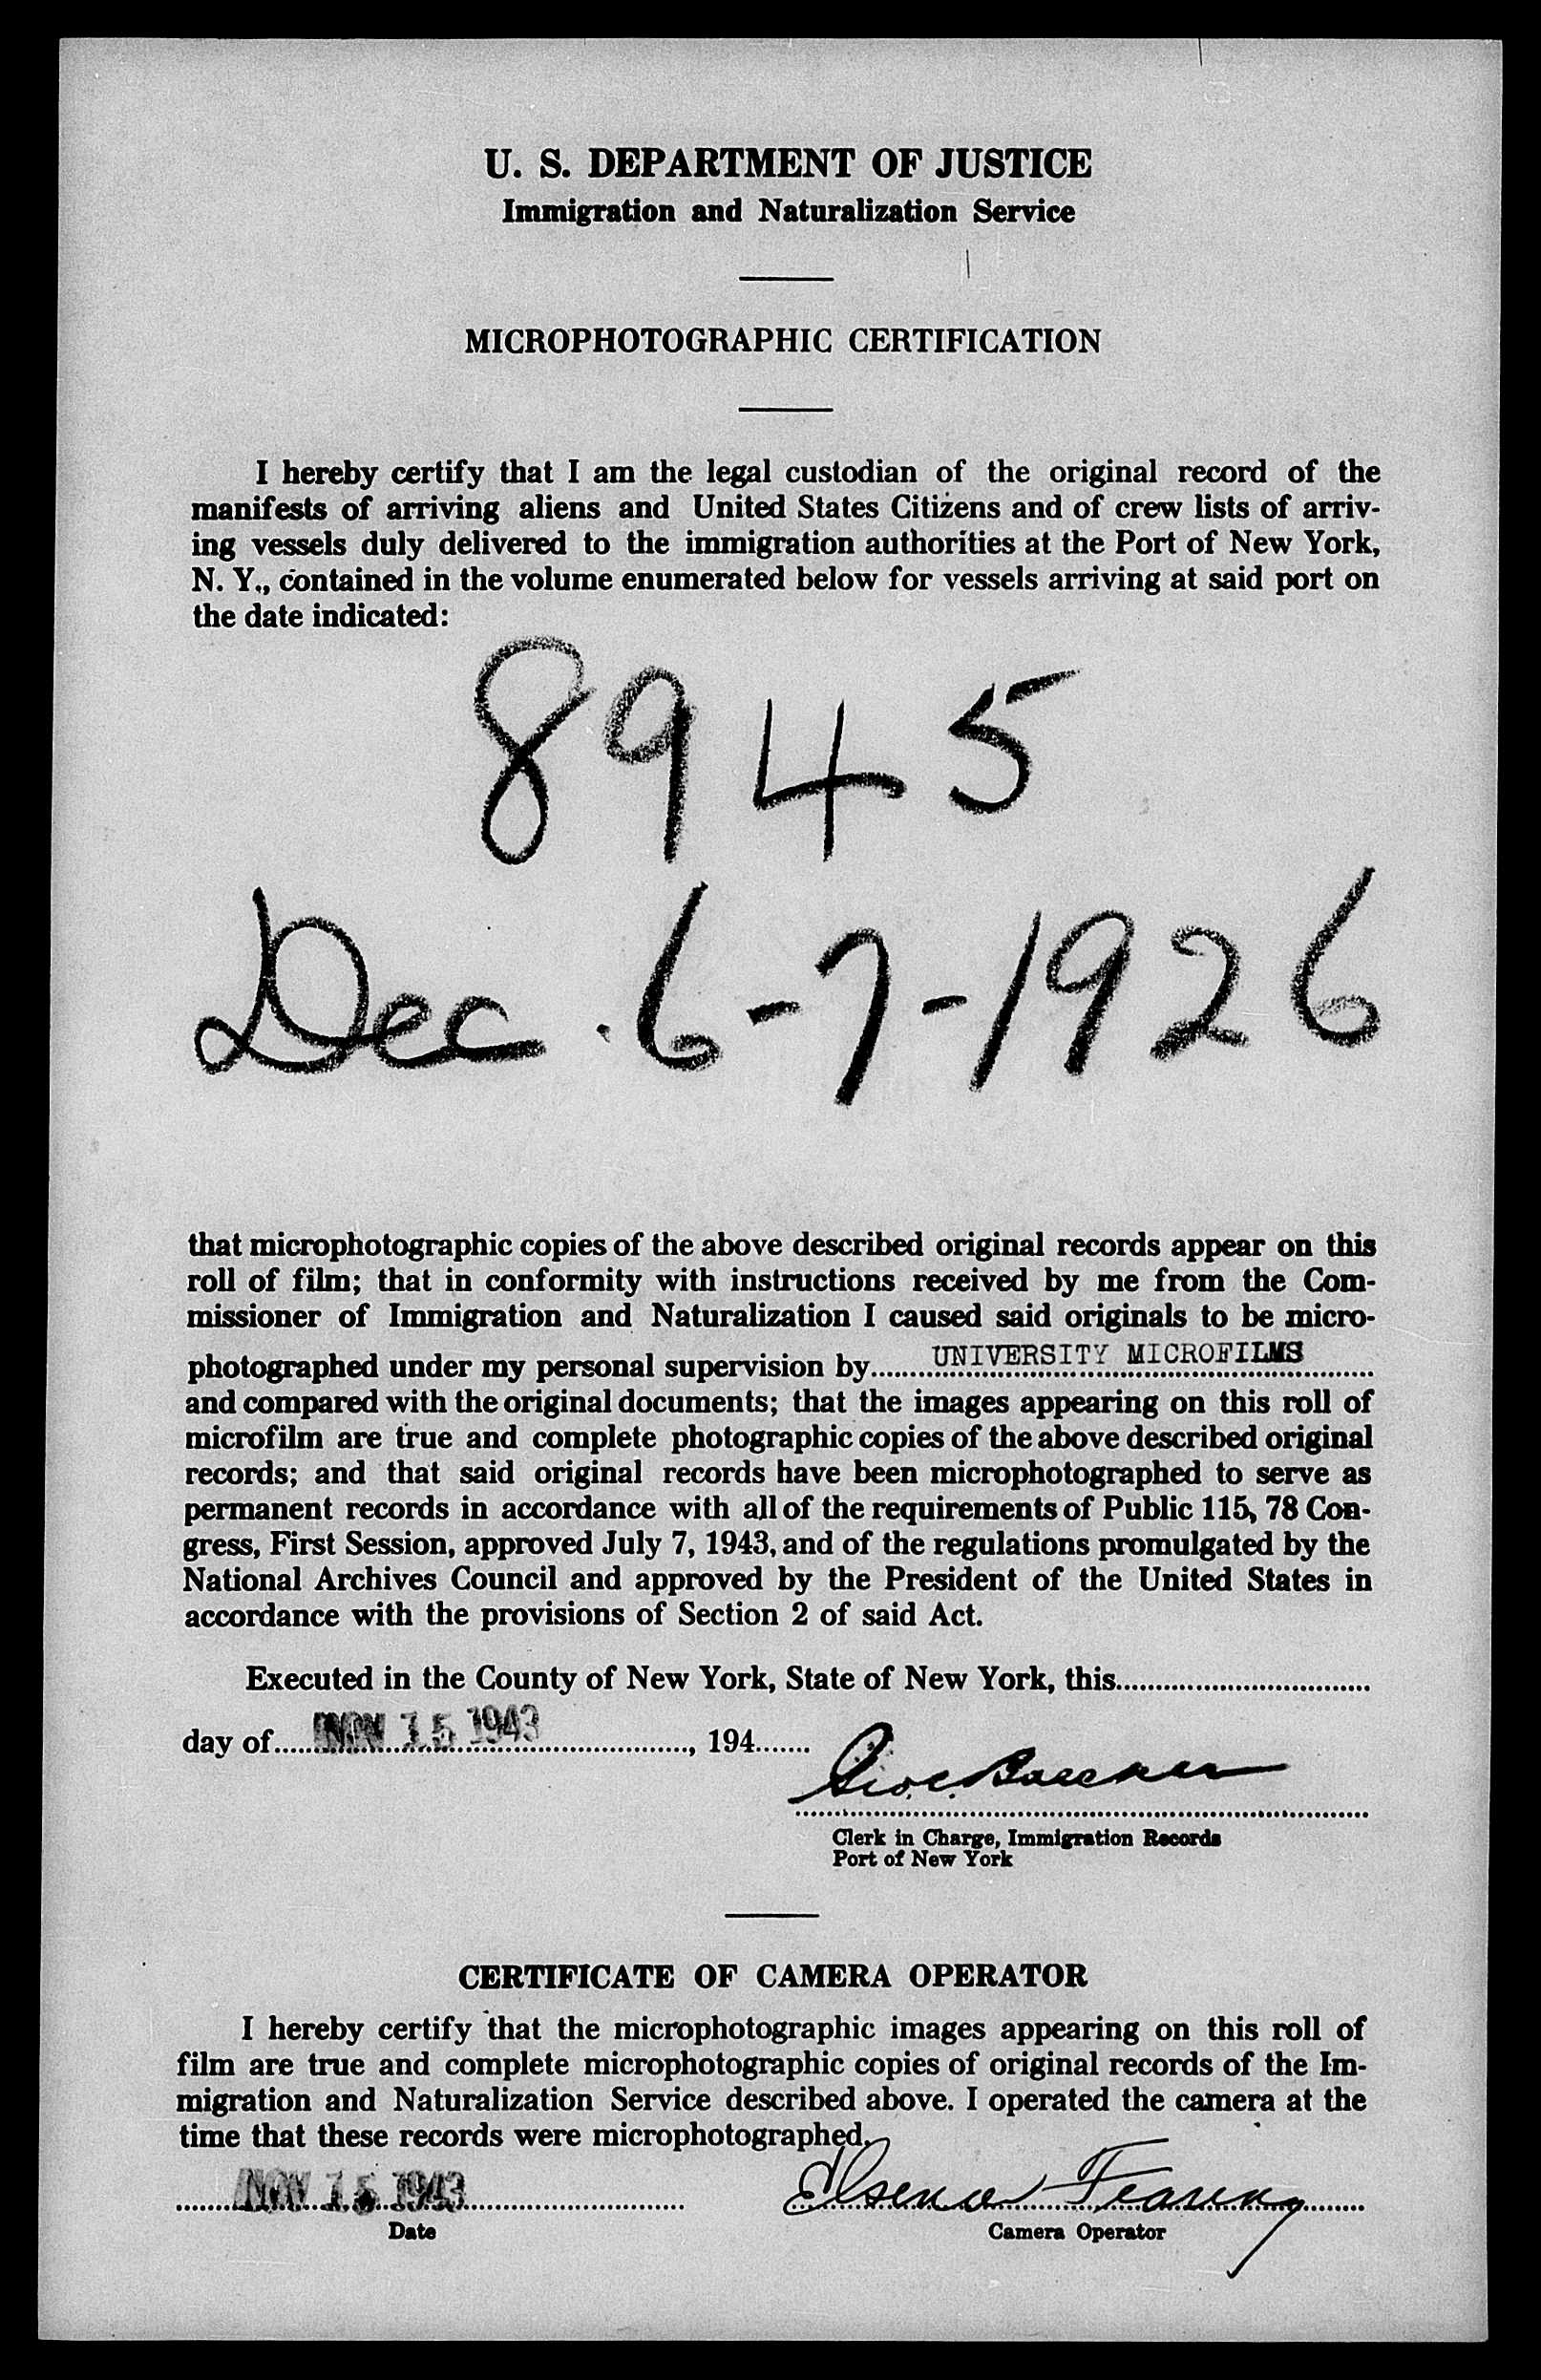 U. S. DEPARTMENT OF JUSTICE
Immigration and Naturalization Service
MICROPHOTOGRAPHIC CERTIFICATION
I hereby certify that I am the legal custodian of the original record of the
manifests of arriving aliens and United States Citizens and of crew lists of arriv-
ing vessels duly delivered to the immigration authorities at the Port of New York,
N. Y., contained in the volume enumerated below for vessels arriving at said port on
the date indicated:
8945
Dec. 6-7-1926
that microphotographic copies of the above described original records appear on this
roll of film; that in conformity with instructions received by me from the Com-
missioner of Immigration and Naturalization I caused said originals to be micro-
photographed under my personal supervision by UNIVERSITY MICROFILMS
and compared with the original documents; that the images appearing on this roll of
microfilm are true and complete photographic copies of the above described original
records; and that said original records have been microphotographed to serve as
permanent records in accordance with all of the requirements of Public 115, 78 Con-
gress, First Session, approved July 7, 1943, and of the regulations promulgated by the
National Archives Council and approved by the President of the United States in
accordance with the provisions of Section 2 of said Act.
Executed in the County of New York, State of New York, this
day of NOV 15 1943, 194
Clerk in Charge, Immigration Records
Port of New York
CERTIFICATE OF CAMERA OPERATOR
I hereby certify that the microphotographic images appearing on this roll of
film are true and complete microphotographic copies of original records of the Im-
migration and Naturalization Service described above. I operated the camera at the
time that these records were microphotographed.
NOV 15 1943
Date
Camera Operator